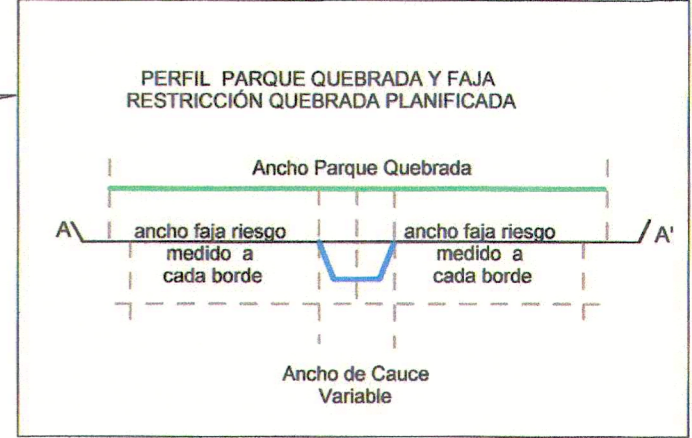 PERFIL PARQUE QUEBRADA Y FAJA
RESTRICCIÓN QUEBRADA PLANIFICADA
Ancho Parque Quebrada
A
ancho faja riesgo
medido a
cada borde
ancho faja riesgo
medido a
cada borde
A'
Ancho de Cauce
Variable